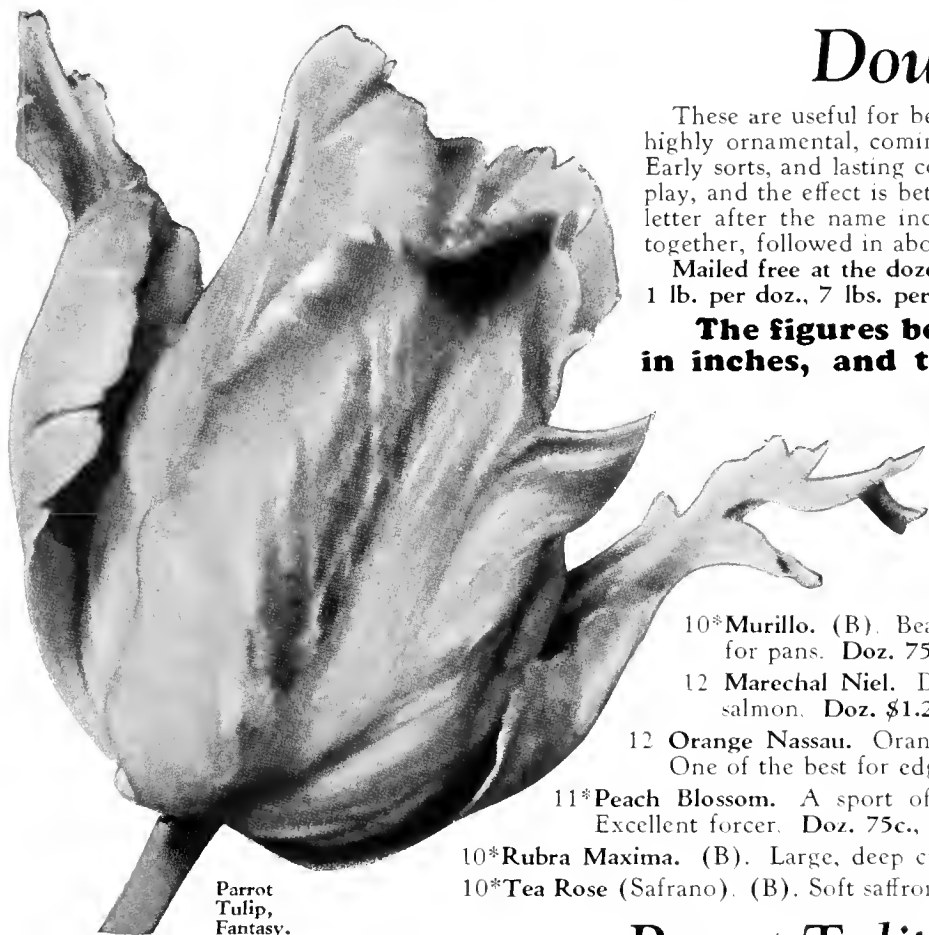 Dou
These are useful for be
highly ornamental, comin
Early sorts, and lasting co
play, and the effect is bet
letter after the name inc
together, followed in abo
Mailed free at the doze
1 lb. per doz., 7 lbs. per
The figures be
in inches, and t
10*Murillo. (B). Bea
for pans. Doz. 75
12 Marechal Niel. D
salmon. Doz. $1.2
12 Orange Nassau. Oran
One of the best for edg
11*Peach Blossom. A sport of
Excellent forcer. Doz. 75c.,
10*Rubra Maxima. (B). Large, deep c
10*Tea Rose (Safrano). (B). Soft saffron
Parrot
Tulip,
Fantasy.